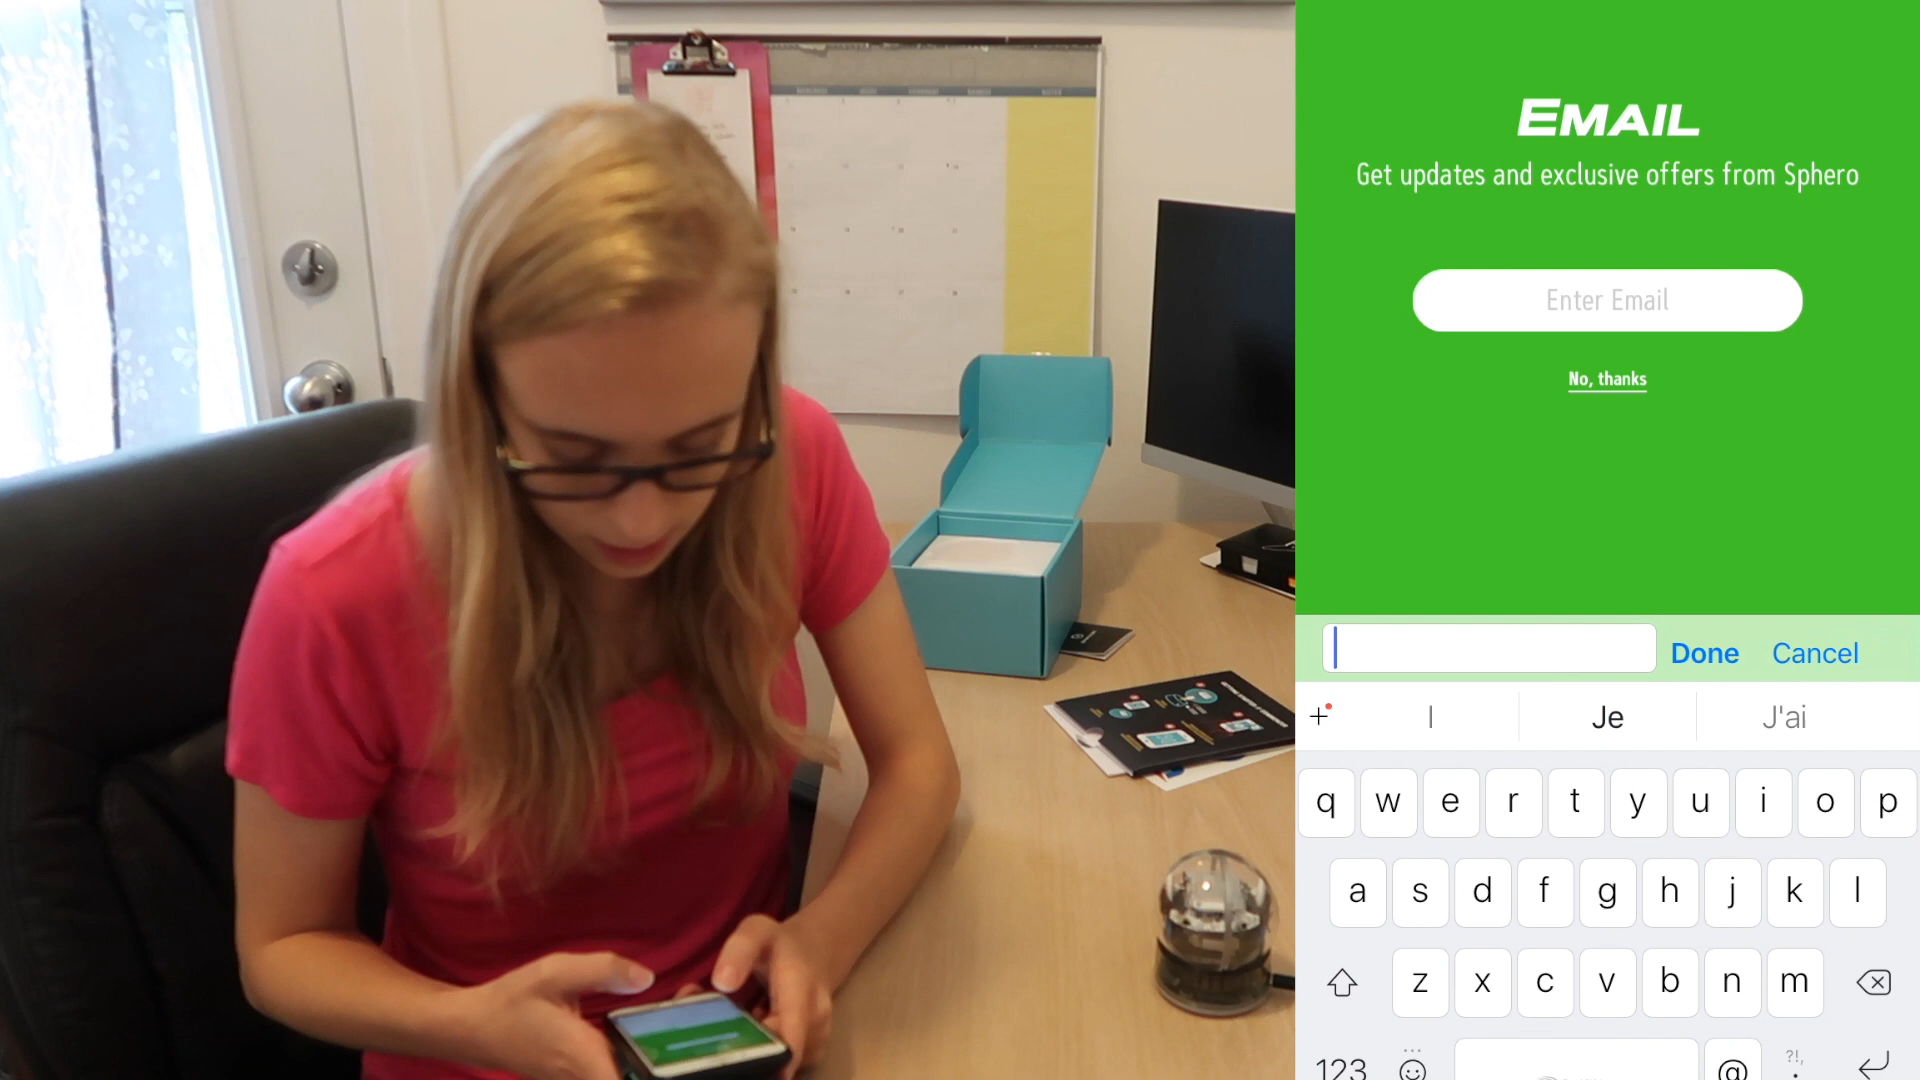 EMAIL
Get updates and exclusive offers from Sphero
Enter Email
No, thanks
Done Cancel
I Je J'ai
q w e r t y u i o p
a s d f g h j k l
z x c v b n m
123 @ ?!, .